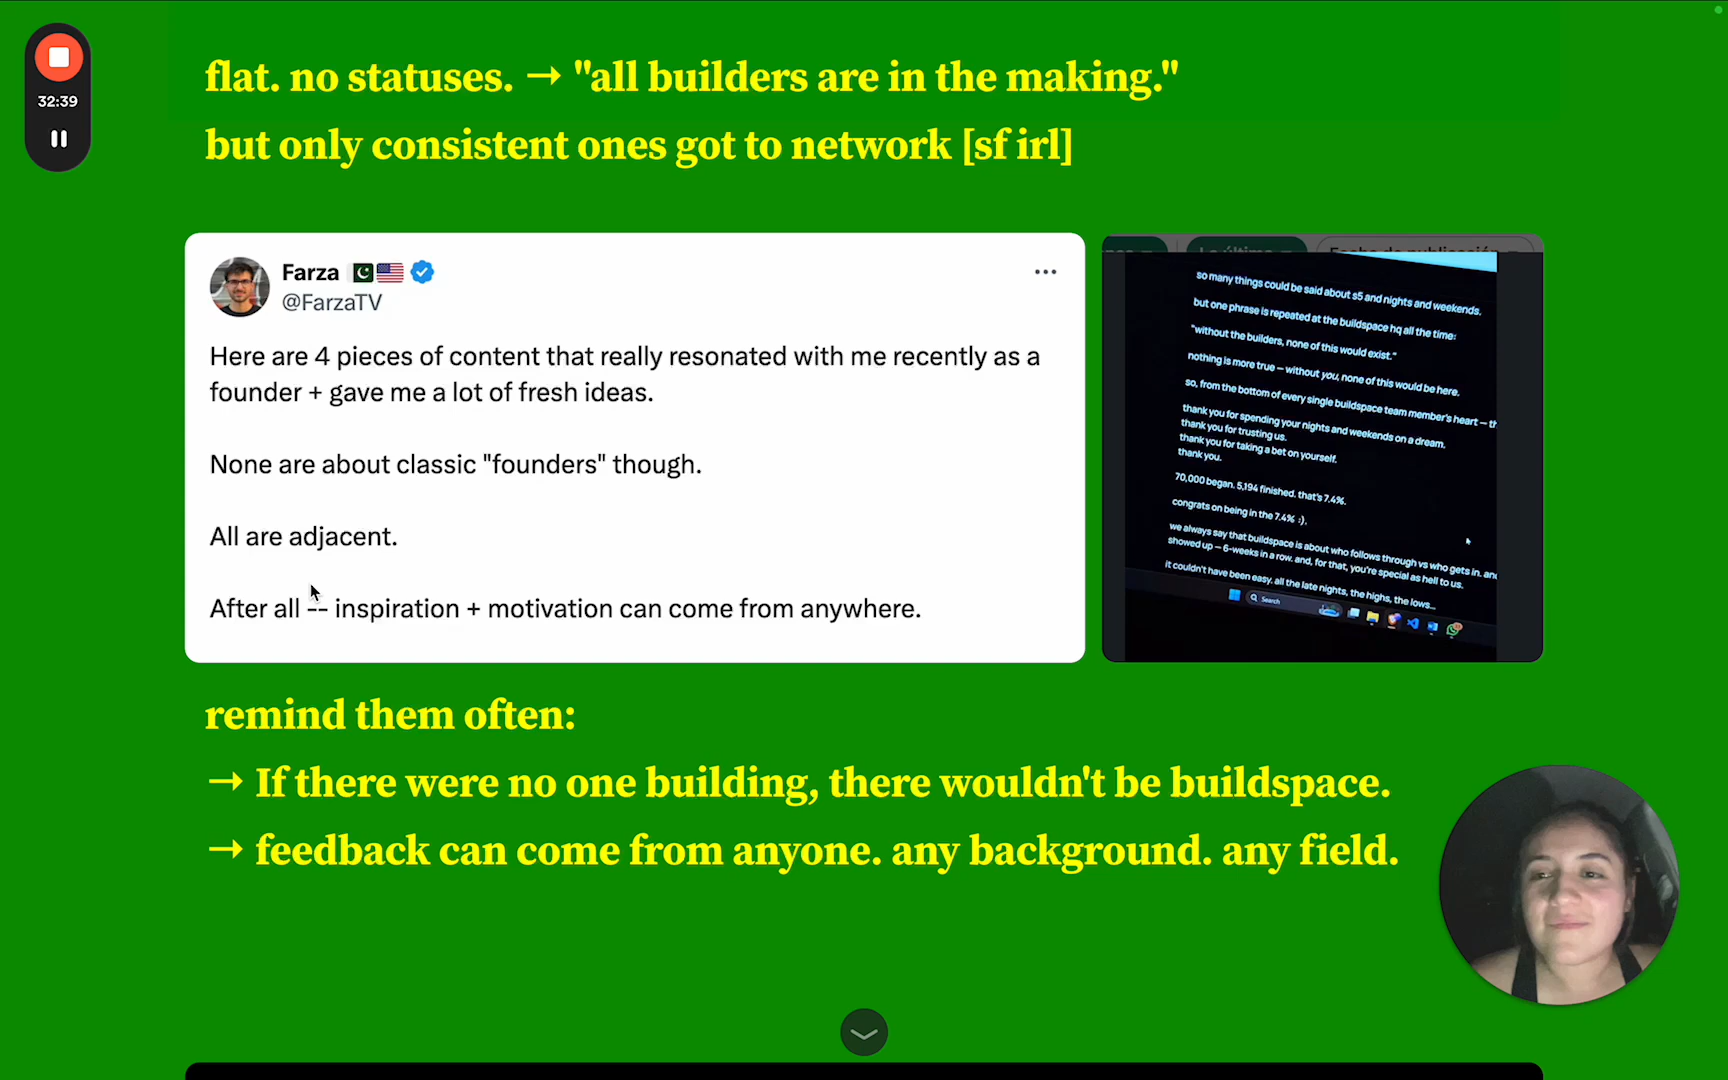 32:39
flat. no statuses. → "all builders are in the making."
but only consistent ones got to network [sf irl]
Farza
@FarzaTV
Here are 4 pieces of content that really resonated with me recently as a
founder + gave me a lot of fresh ideas.
None are about classic "founders" though.
All are adjacent.
After all -- inspiration + motivation can come from anywhere.
so many things could be said about s5 and nights and weekends.
but one phrase is repeated at the buildspace hq all the time:
"without the builders, none of this would exist."
nothing is more true — without you, none of this would be here.
so, from the bottom of every single buildspace team member's heart — th
thank you for spending your nights and weekends on a dream.
thank you for trusting us.
thank you for taking a bet on yourself.
thank you.
70,000 began. 5,194 finished. that's 7.4%.
congrats on being in the 7.4% :).
we always say that buildspace is about who follows through vs who gets in. and
showed up — 6-weeks in a row. and, for that, you're special as hell to us.
it couldn't have been easy. all the late nights, the highs, the lows...
Search
remind them often:
→ If there were no one building, there wouldn't be buildspace.
→ feedback can come from anyone. any background. any field.